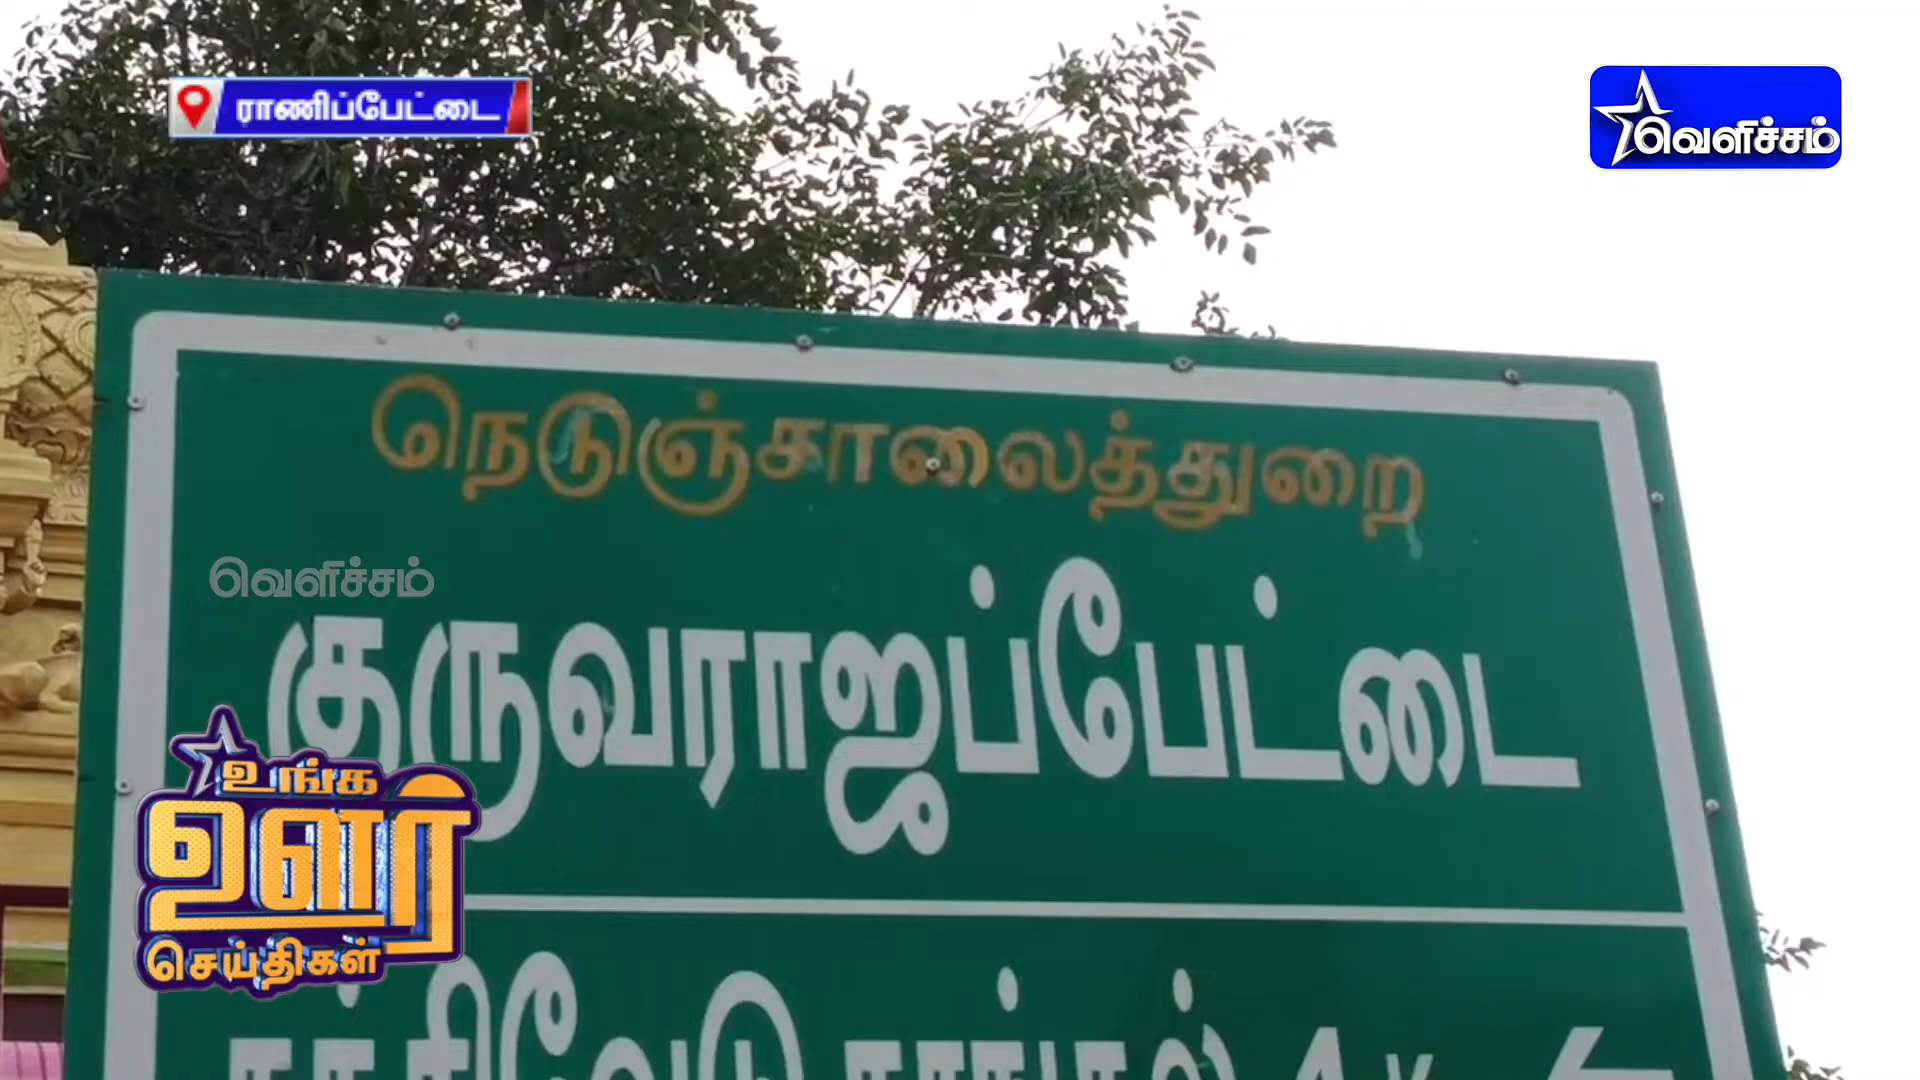 ராணிப்பேட்டை
வெளிச்சம்
நெடுஞ்சாலைத்துறை
வெளிச்சம்
குருவராஜப்பேட்டை
உங்க
ஊர்
செய்திகள்